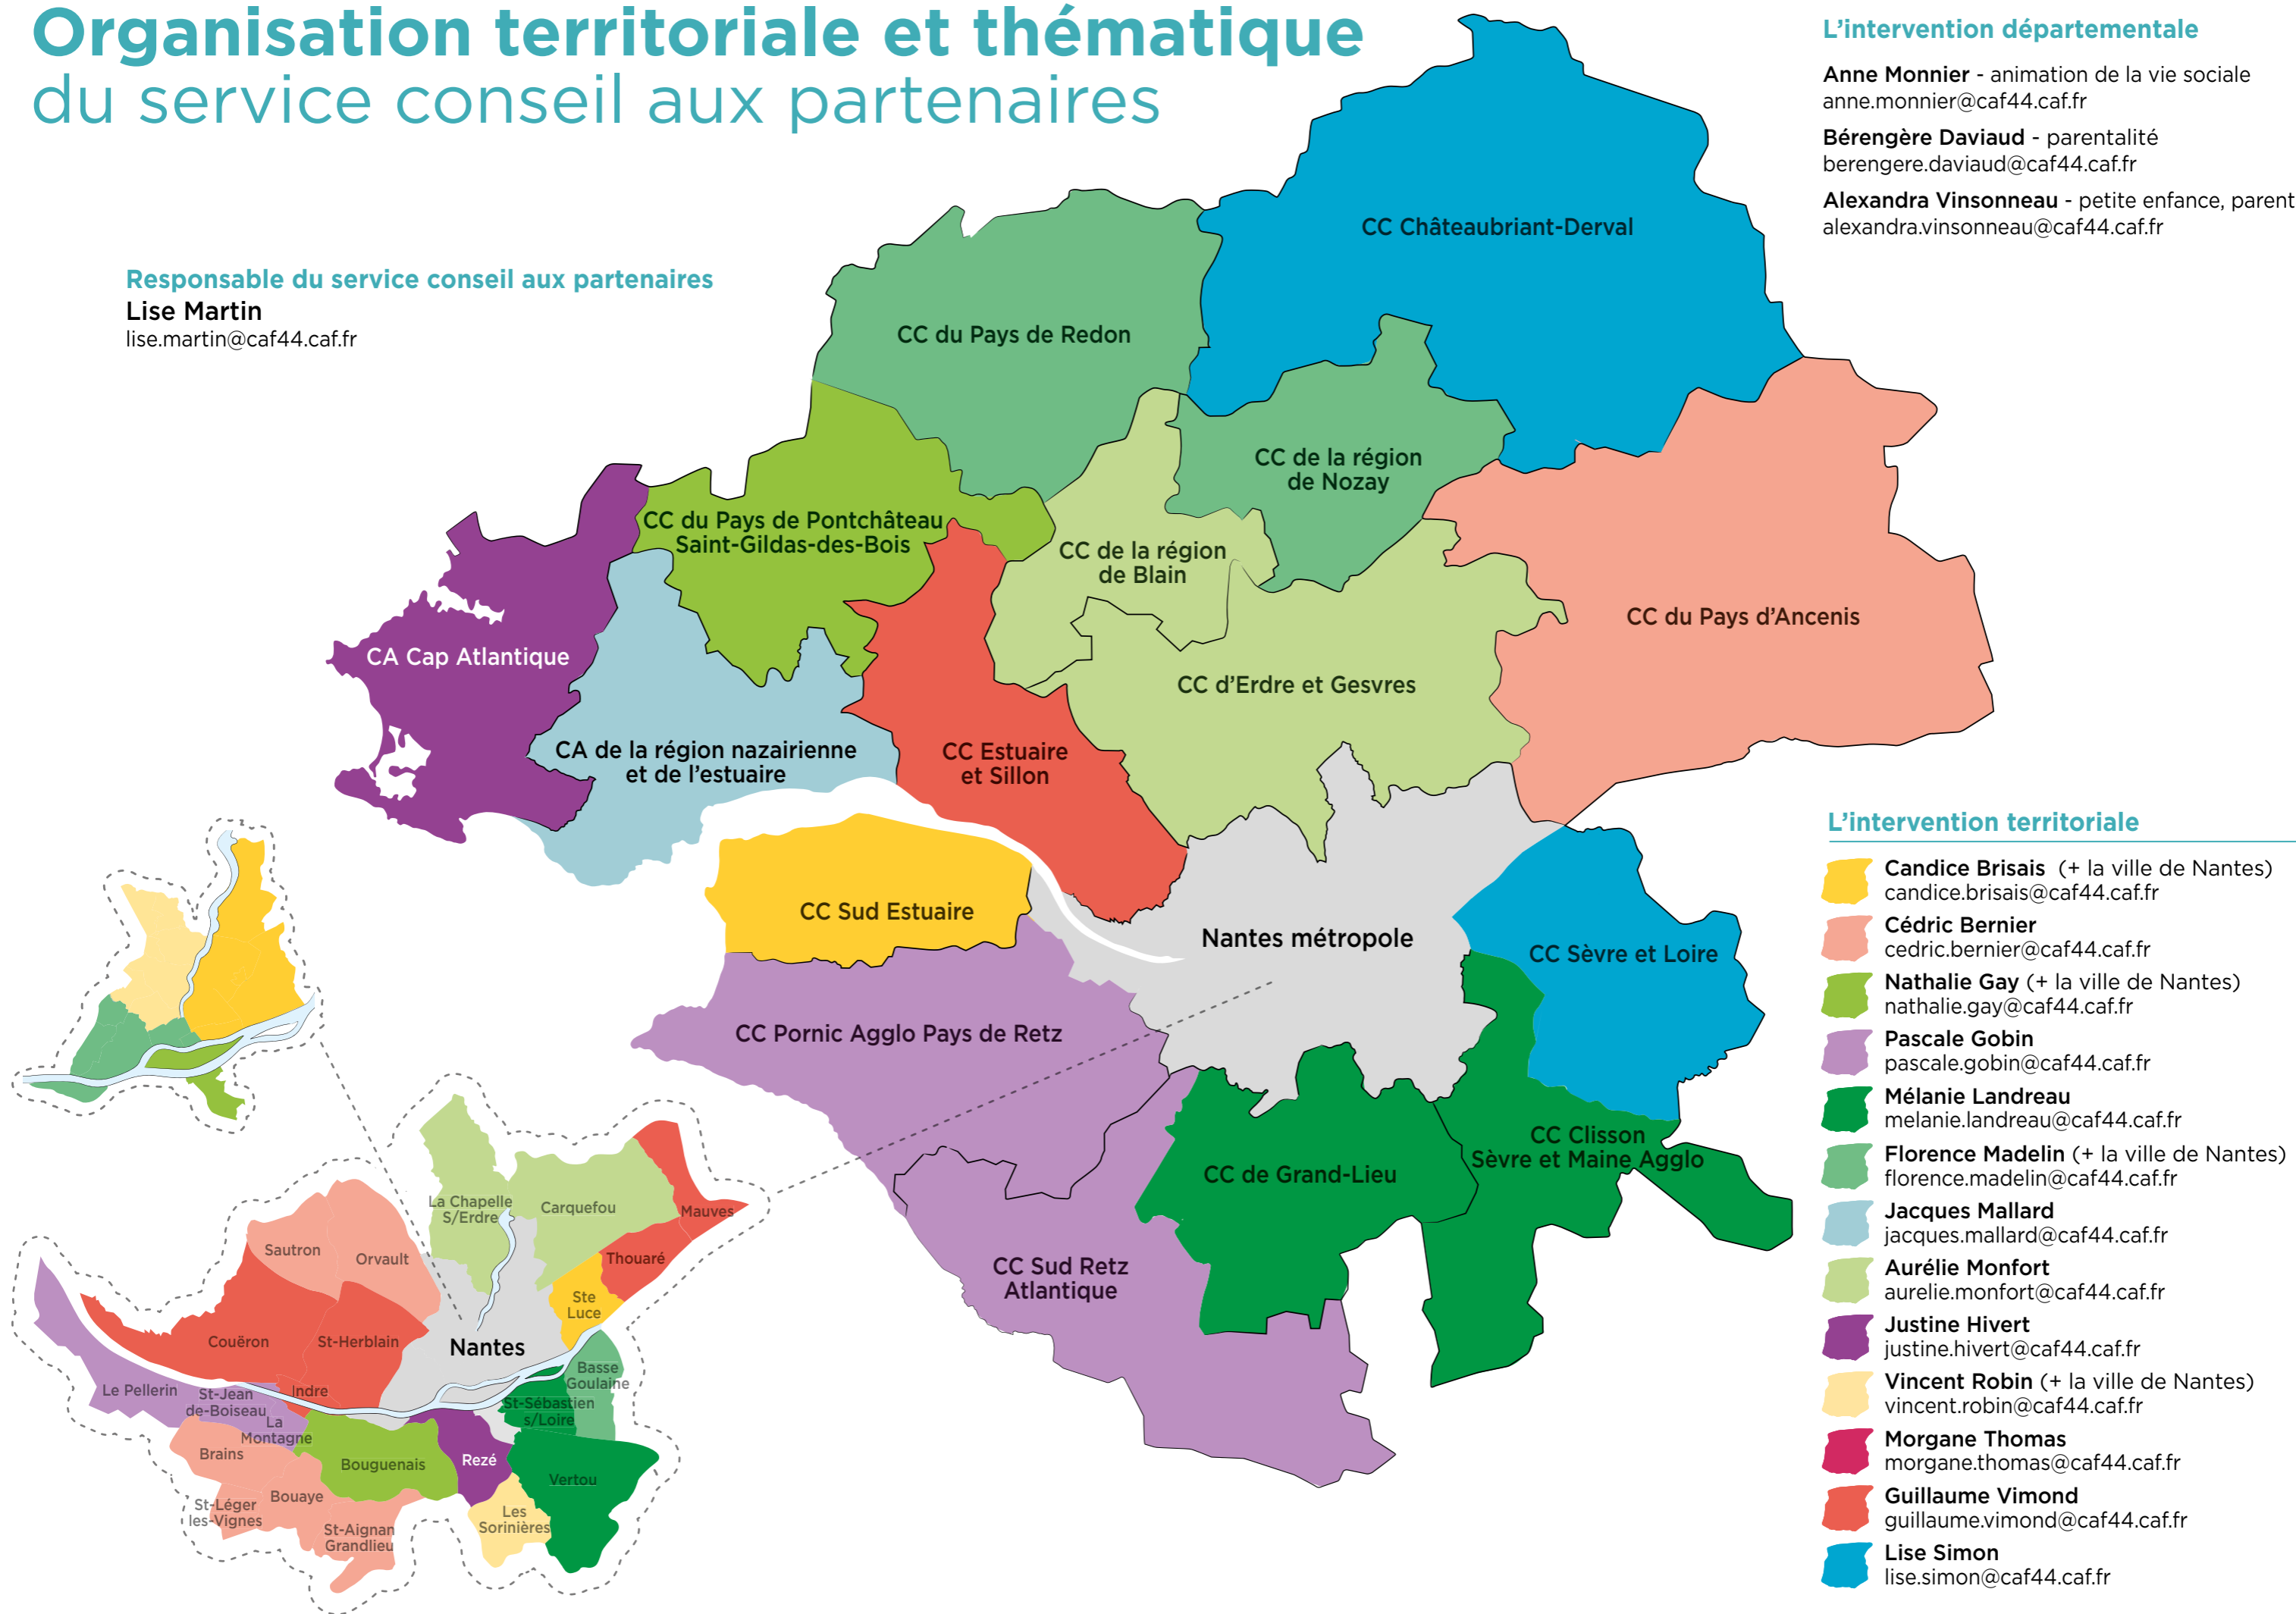 Organisation territoriale et thématique
du service conseil aux partenaires
Responsable du service conseil aux partenaires
Lise Martin
lise.martin@caf44.caf.fr
L'intervention départementale
Anne Monnier - animation de la vie sociale
anne.monnier@caf44.caf.fr
Bérengère Daviaud - parentalité
berengere.daviaud@caf44.caf.fr
Alexandra Vinsonneau - petite enfance, parent
alexandra.vinsonneau@caf44.caf.fr
CC Châteaubriant-Derval
CC du Pays de Redon
CC de la région
de Nozay
CC du Pays de Pontchâteau
Saint-Gildas-des-Bois
CC de la région
de Blain
CC du Pays d'Ancenis
CA Cap Atlantique
CC d'Erdre et Gesvres
CA de la région nazairienne
et de l'estuaire
CC Estuaire
et Sillon
CC Sud Estuaire
Nantes métropole
CC Sèvre et Loire
CC Pornic Agglo Pays de Retz
CC Clisson
Sèvre et Maine Agglo
CC de Grand-Lieu
CC Sud Retz
Atlantique
La Chapelle
S/Erdre
Carquefou
Mauves
Sautron
Orvault
Thouaré
Ste
Luce
Couëron
St-Herblain
Nantes
Basse
Goulaine
Le Pellerin
St-Jean
de-Boiseau
Indre
St-Sébastien
s/Loire
La
Montagne
Brains
Bouguenais
Rezé
Vertou
Bouaye
St-Léger
les-Vignes
Les
Sorinières
St-Aignan
Grandlieu
L'intervention territoriale
Candice Brisais (+ la ville de Nantes)
candice.brisais@caf44.caf.fr
Cédric Bernier
cedric.bernier@caf44.caf.fr
Nathalie Gay (+ la ville de Nantes)
nathalie.gay@caf44.caf.fr
Pascale Gobin
pascale.gobin@caf44.caf.fr
Mélanie Landreau
melanie.landreau@caf44.caf.fr
Florence Madelin (+ la ville de Nantes)
florence.madelin@caf44.caf.fr
Jacques Mallard
jacques.mallard@caf44.caf.fr
Aurélie Monfort
aurelie.monfort@caf44.caf.fr
Justine Hivert
justine.hivert@caf44.caf.fr
Vincent Robin (+ la ville de Nantes)
vincent.robin@caf44.caf.fr
Morgane Thomas
morgane.thomas@caf44.caf.fr
Guillaume Vimond
guillaume.vimond@caf44.caf.fr
Lise Simon
lise.simon@caf44.caf.fr